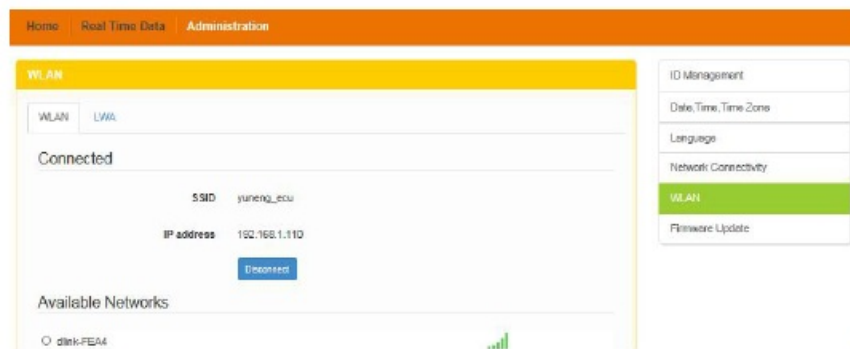 Home Real Time Data Administration
WLAN
WLAN LWA
Connected
SSID yuneng_ecu
IP address 192.168.1.110
Deconnect
Available Networks
dlink-FEA4
ID Management
Date,Time,Time Zone
Language
Network Connectivity
WLAN
Firmware Update